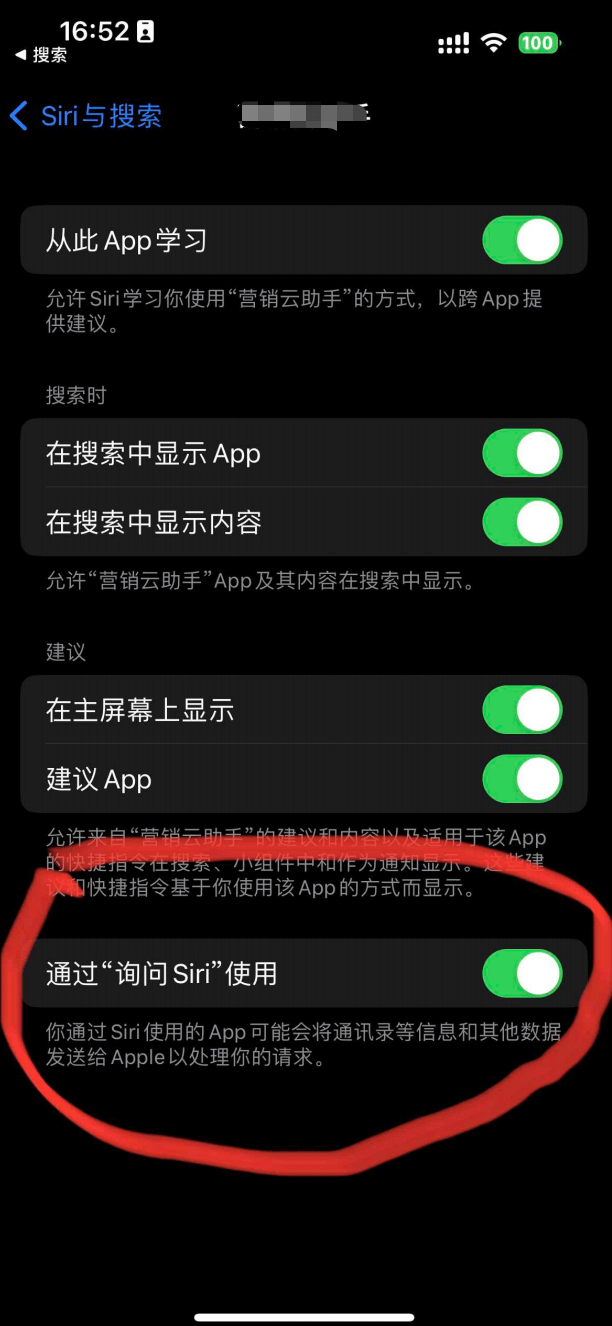 16:52
100
搜索
Siri与搜索
从此 App 学习
允许 Siri 学习你使用“营销云助手”的方式，以跨 App 提
供建议。
搜索时
在搜索中显示 App
在搜索中显示内容
允许“营销云助手”App 及其内容在搜索中显示。
建议
在主屏幕上显示
建议 App
允许来自“营销云助手”的建议和内容以及适用于该 App
的快捷指令在搜索、小组件中和作为通知显示。这些建
议和快捷指令基于你使用该 App 的方式而显示。
通过“询问 Siri”使用
你通过 Siri 使用的 App 可能会将通讯录等信息和其他数据
发送给 Apple 以处理你的请求。